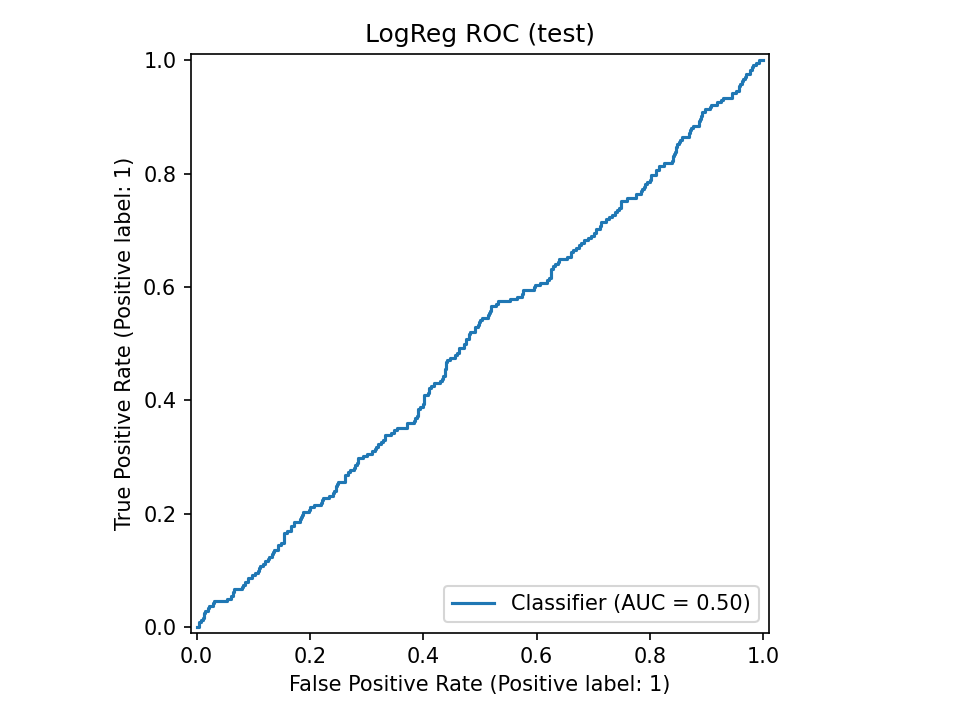 LogReg ROC (test)
True Positive Rate (Positive label: 1)
1.0
0.8
0.6
0.4
0.2
0.0
Classifier (AUC = 0.50)
0.0 0.2 0.4 0.6 0.8 1.0
False Positive Rate (Positive label: 1)